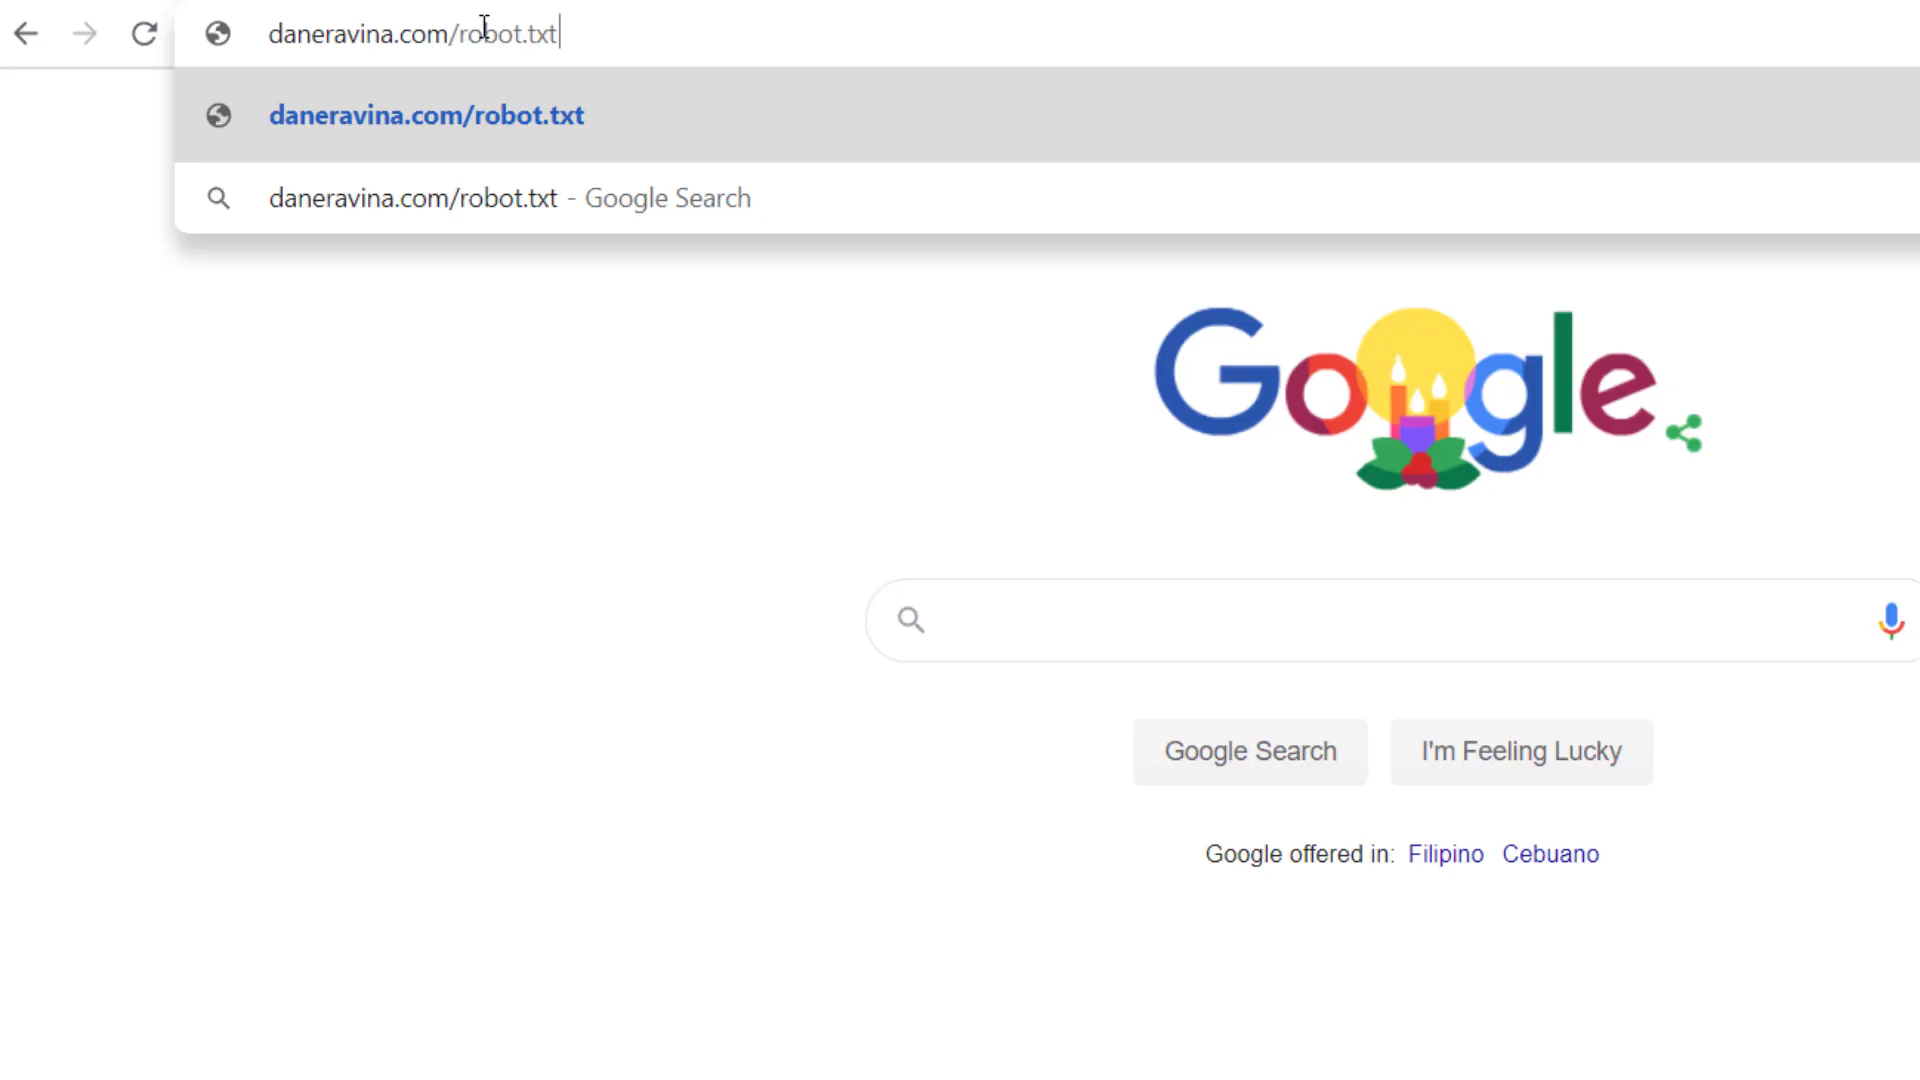 daneravina.com/robot.txt
daneravina.com/robot.txt
daneravina.com/robot.txt - Google Search
Google
Google Search
I'm Feeling Lucky
Google offered in: Filipino Cebuano